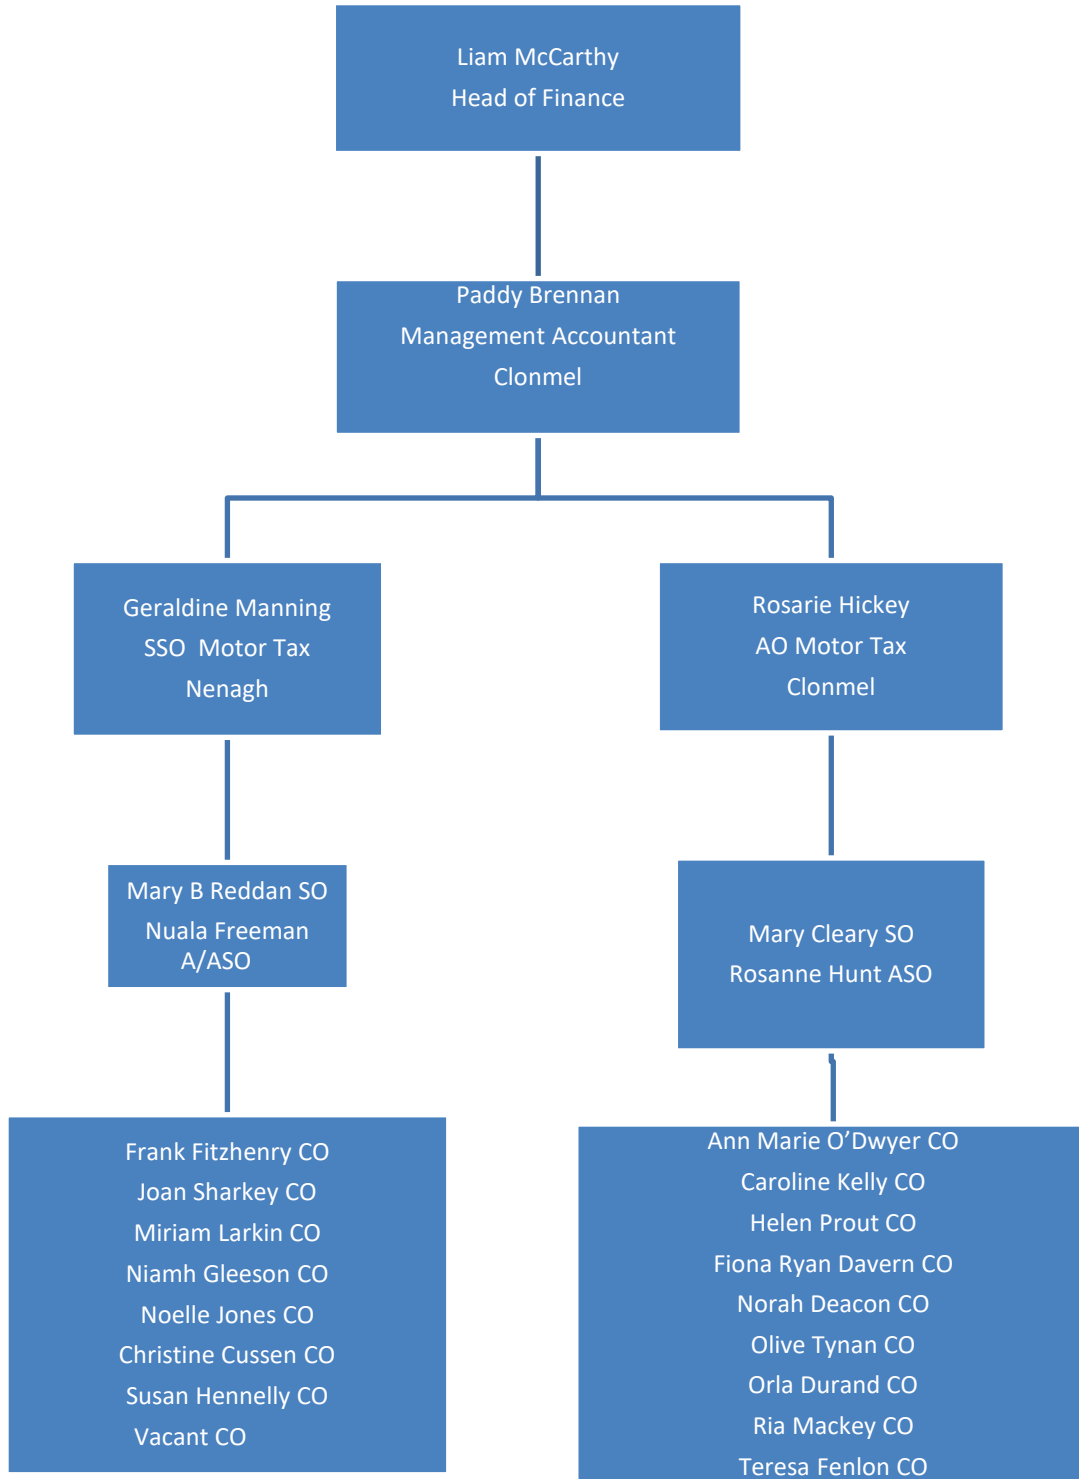 Liam McCarthy
Head of Finance
Paddy Brennan
Management Accountant
Clonmel
Geraldine Manning
SSO  Motor Tax
Nenagh
Rosarie Hickey
AO Motor Tax
Clonmel
Mary B Reddan SO
Nuala Freeman
A/ASO
Mary Cleary SO
Rosanne Hunt ASO
Frank Fitzhenry CO
Joan Sharkey CO
Miriam Larkin CO
Niamh Gleeson CO
Noelle Jones CO
Christine Cussen CO
Susan Hennelly CO
Vacant CO
Ann Marie O’Dwyer CO
Caroline Kelly CO
Helen Prout CO
Fiona Ryan Davern CO
Norah Deacon CO
Olive Tynan CO
Orla Durand CO
Ria Mackey CO
Teresa Fenlon CO